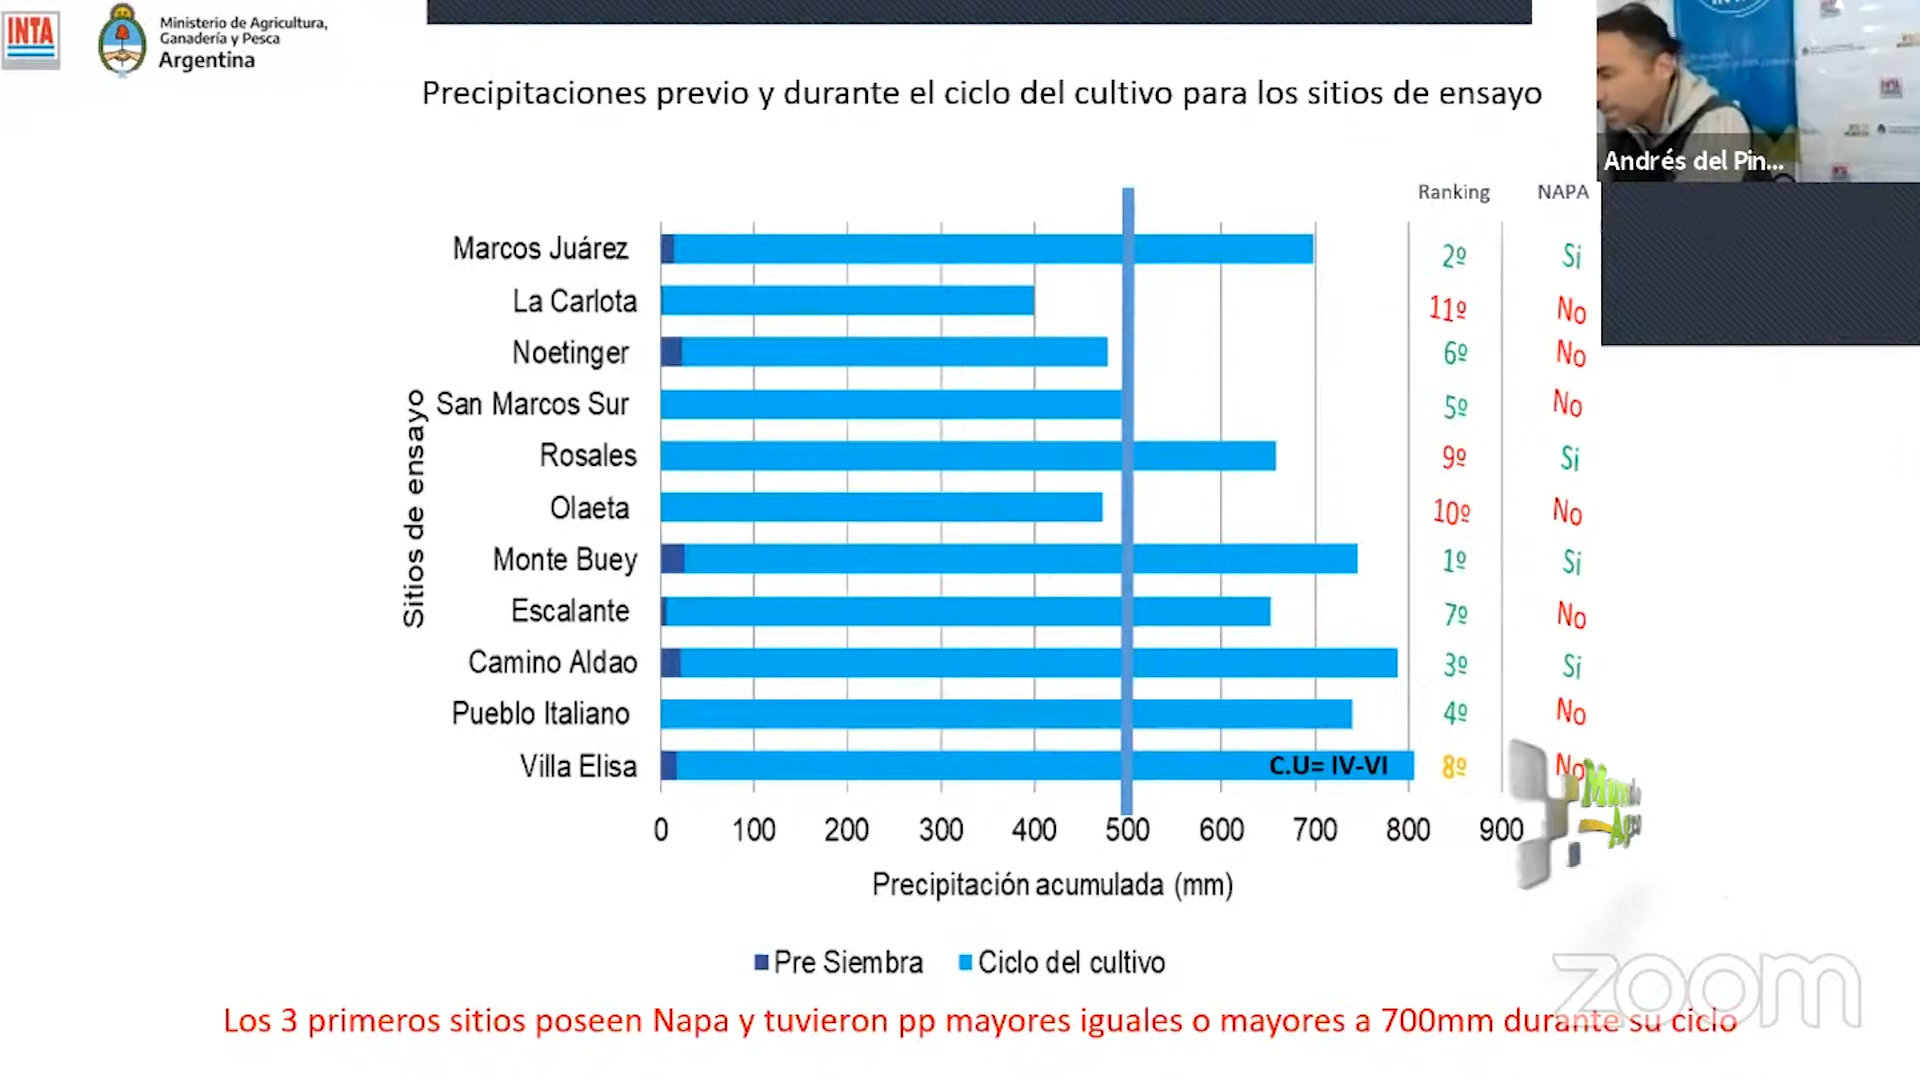 INTA
Ministerio de Agricultura,
Ganadería y Pesca
Argentina
Precipitaciones previo y durante el ciclo del cultivo para los sitios de ensayo
Andrés del Pin...
Ranking NAPA
Marcos Juárez 2º Si
La Carlota 11º No
Noetinger 6º No
San Marcos Sur 5º No
Rosales 9º Si
Olaeta 10º No
Monte Buey 1º Si
Escalante 7º No
Camino Aldao 3º Si
Pueblo Italiano 4º No
Villa Elisa C.U= IV-VI 8º No
Sitios de ensayo
0 100 200 300 400 500 600 700 800 900
Precipitación acumulada (mm)
Pre Siembra Ciclo del cultivo
Mundo
Agro
Los 3 primeros sitios poseen Napa y tuvieron pp mayores iguales o mayores a 700mm durante su ciclo
zoom